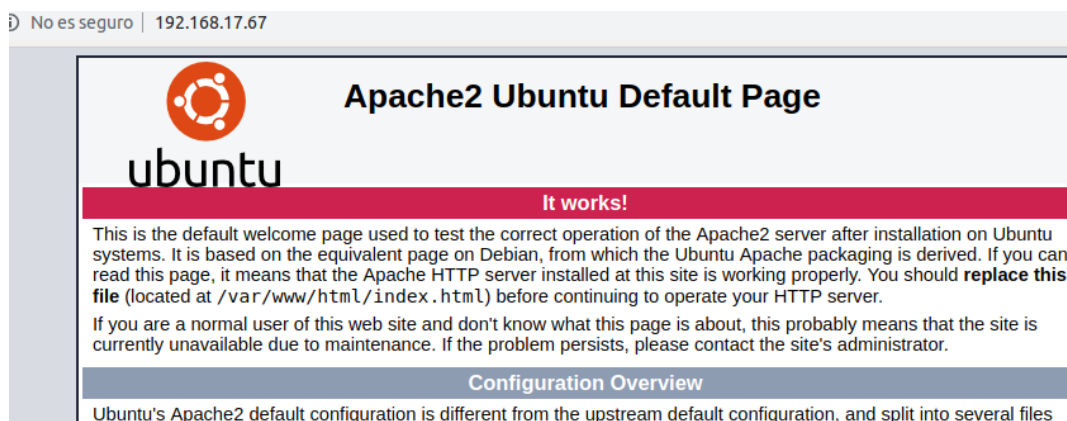 No es seguro | 192.168.17.67
Apache2 Ubuntu Default Page
ubuntu
It works!
This is the default welcome page used to test the correct operation of the Apache2 server after installation on Ubuntu
systems. It is based on the equivalent page on Debian, from which the Ubuntu Apache packaging is derived. If you can
read this page, it means that the Apache HTTP server installed at this site is working properly. You should replace this
file (located at /var/www/html/index.html) before continuing to operate your HTTP server.
If you are a normal user of this web site and don't know what this page is about, this probably means that the site is
currently unavailable due to maintenance. If the problem persists, please contact the site's administrator.
Configuration Overview
Ubuntu's Apache2 default configuration is different from the upstream default configuration, and split into several files